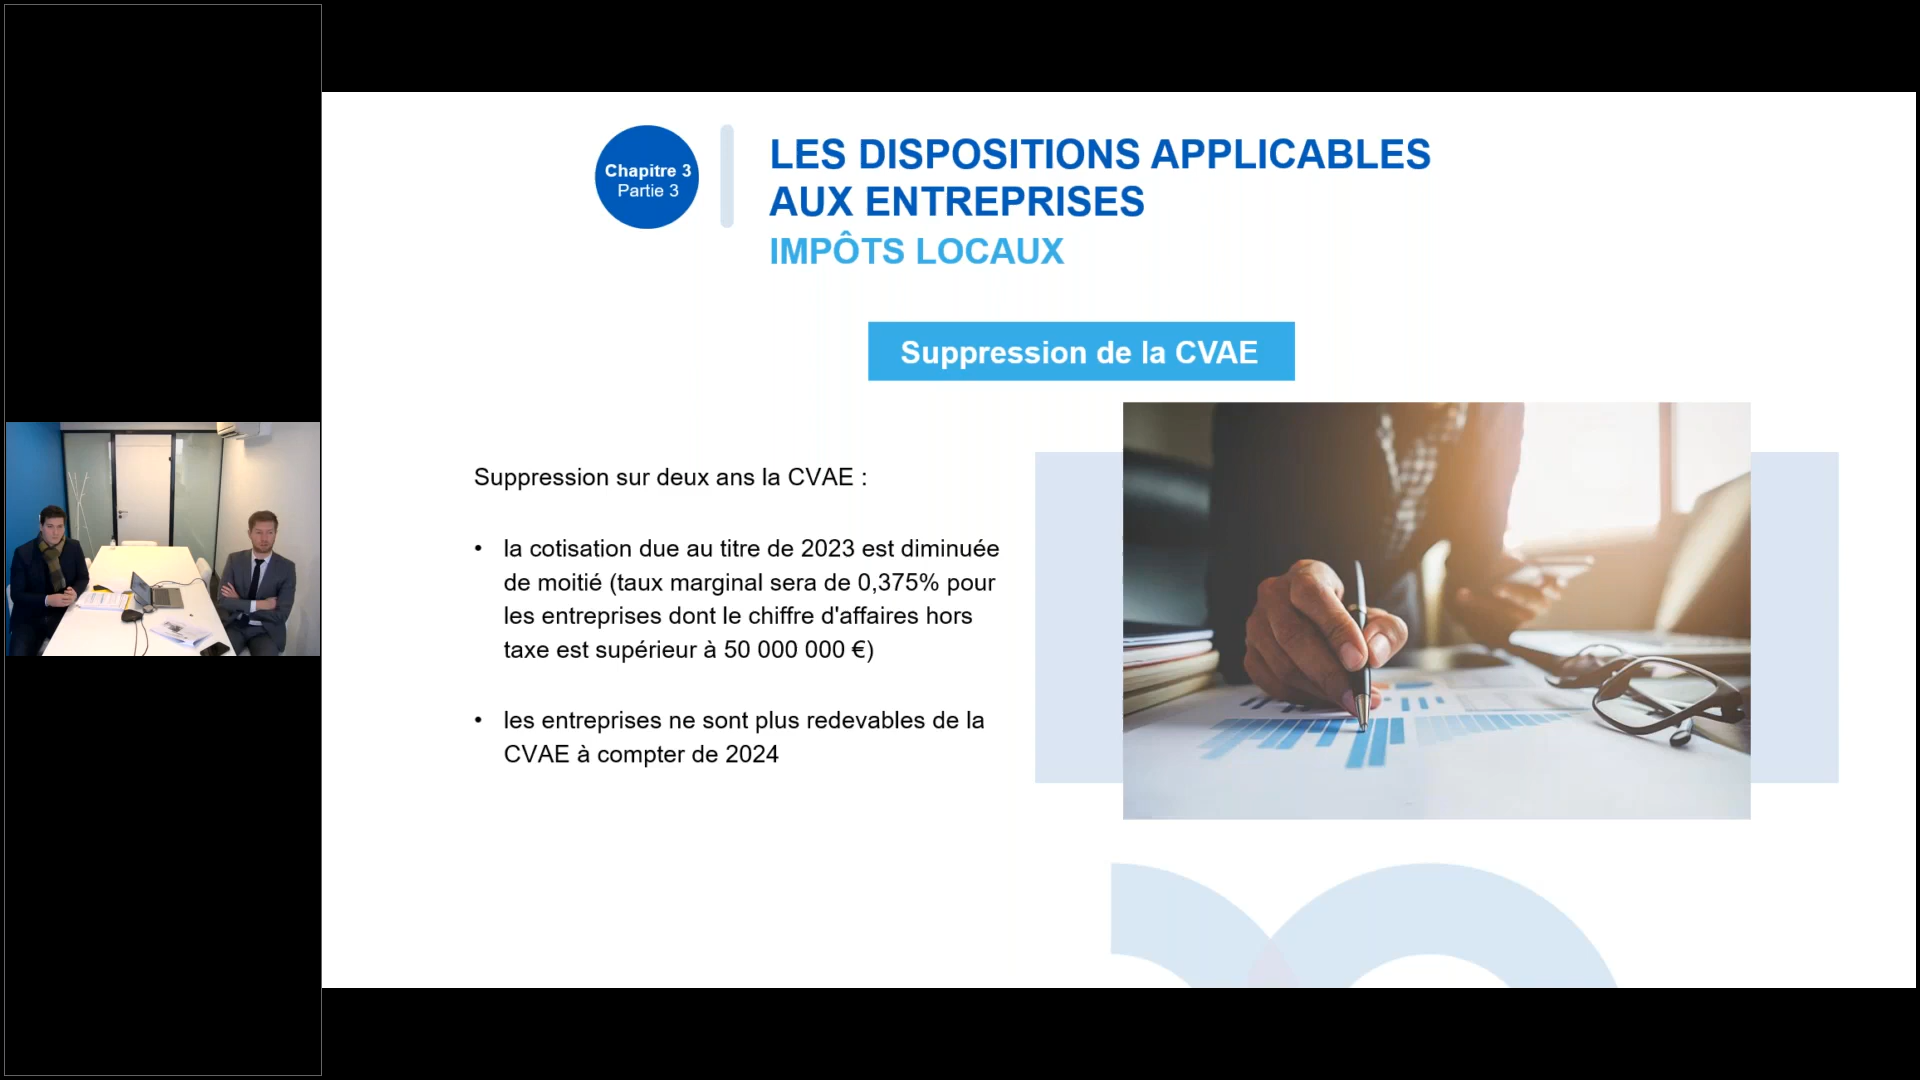 Chapitre 3
Partie 3
LES DISPOSITIONS APPLICABLES
AUX ENTREPRISES
IMPÔTS LOCAUX
Suppression de la CVAE
Suppression sur deux ans la CVAE :
• la cotisation due au titre de 2023 est diminuée
de moitié (taux marginal sera de 0,375% pour
les entreprises dont le chiffre d'affaires hors
taxe est supérieur à 50 000 000 €)
• les entreprises ne sont plus redevables de la
CVAE à compter de 2024